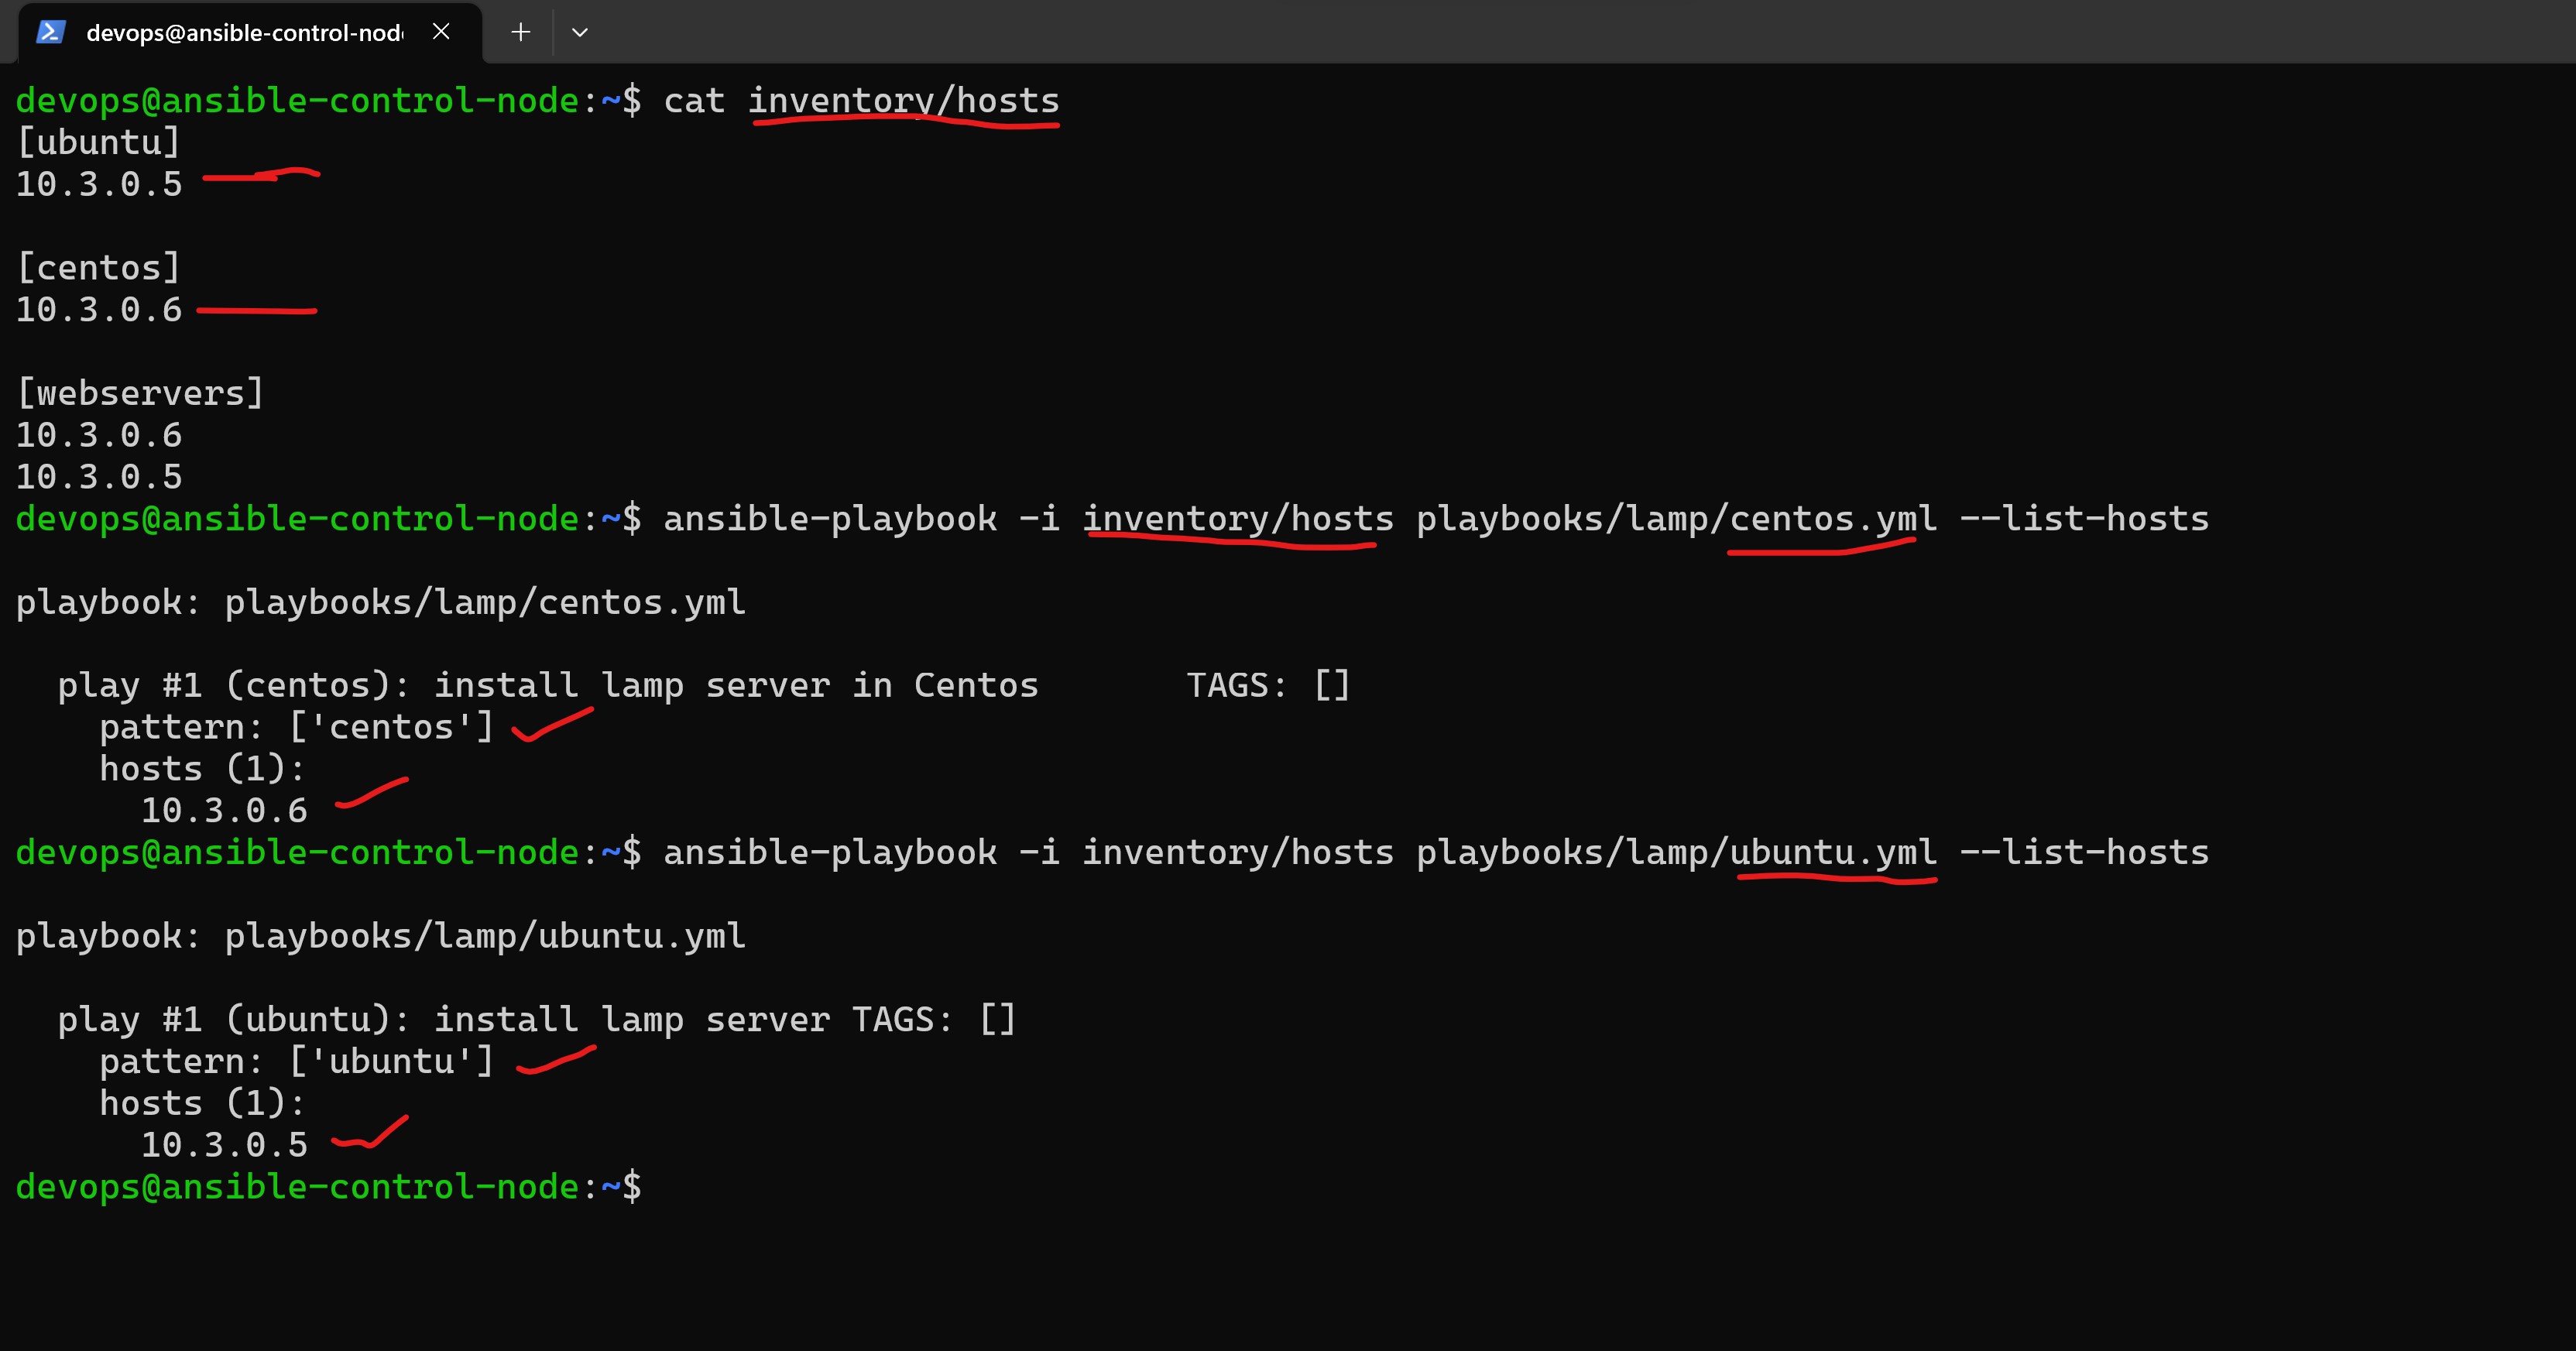 devops@ansible-control-nod
devops@ansible-control-node:~$ cat inventory/hosts
[ubuntu]
10.3.0.5
[centos]
10.3.0.6
[webservers]
10.3.0.6
10.3.0.5
devops@ansible-control-node:~$ ansible-playbook -i inventory/hosts playbooks/lamp/centos.yml --list-hosts
playbook: playbooks/lamp/centos.yml
play #1 (centos): install lamp server in Centos TAGS: []
pattern: ['centos']
hosts (1):
10.3.0.6
devops@ansible-control-node:~$ ansible-playbook -i inventory/hosts playbooks/lamp/ubuntu.yml --list-hosts
playbook: playbooks/lamp/ubuntu.yml
play #1 (ubuntu): install lamp server TAGS: []
pattern: ['ubuntu']
hosts (1):
10.3.0.5
devops@ansible-control-node:~$